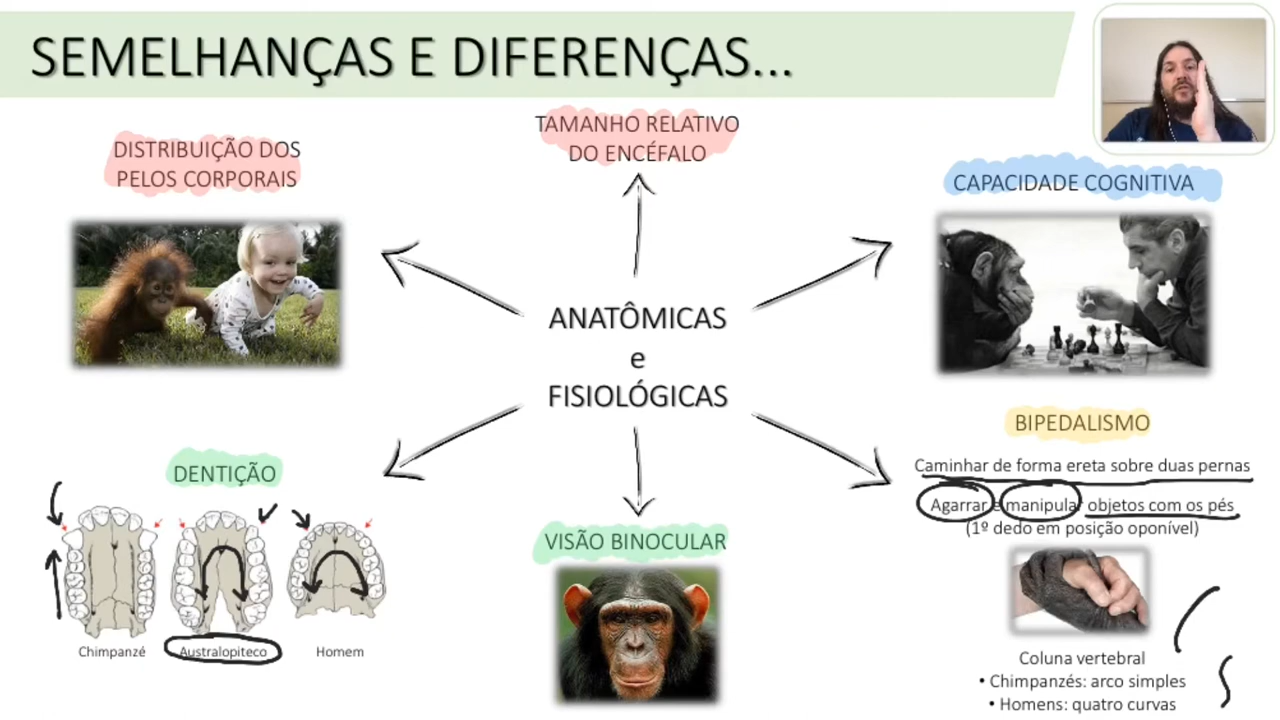 SEMELHANÇAS E DIFERENÇAS...
DISTRIBUIÇÃO DOS
PELOS CORPORAIS
TAMANHO RELATIVO
DO ENCÉFALO
CAPACIDADE COGNITIVA
ANATÔMICAS
e
FISIOLÓGICAS
DENTIÇÃO
Chimpanzé
Australopiteco
Homem
VISÃO BINOCULAR
BIPEDALISMO
Caminhar de forma ereta sobre duas pernas
Agarrar e manipular objetos com os pés
(1º dedo em posição oponível)
Coluna vertebral
• Chimpanzés: arco simples
• Homens: quatro curvas